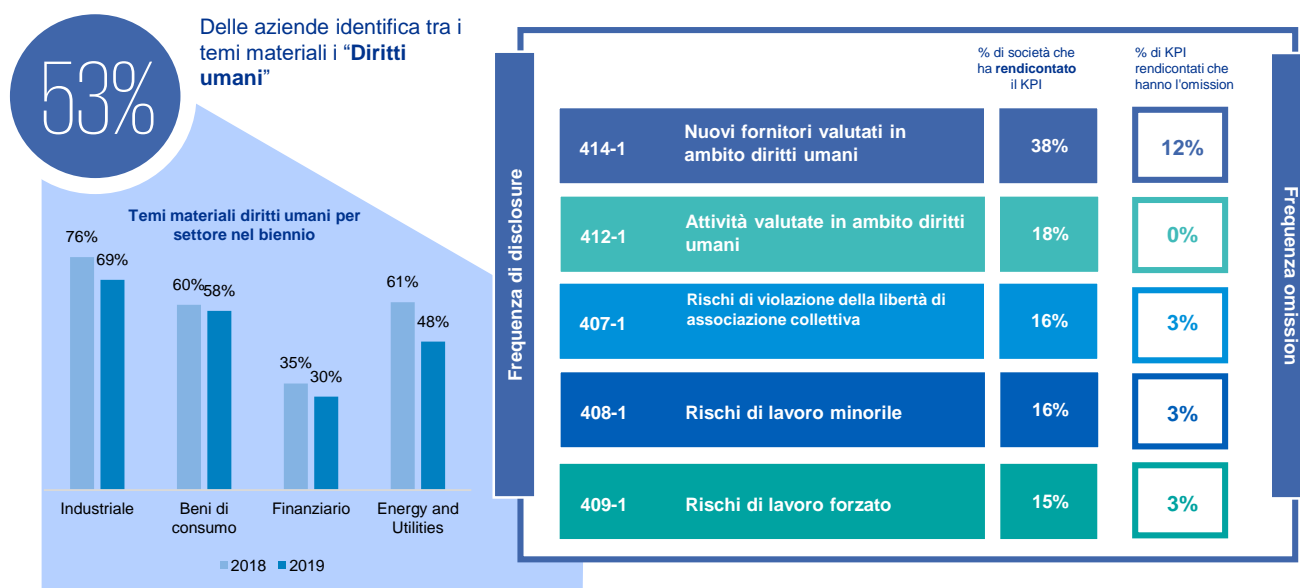 53%
Delle aziende identifica tra i
temi materiali i “Diritti
umani”
Temi materiali diritti umani per
settore nel biennio
76%
69%
60%
58%
35%
30%
61%
48%
Industriale
Beni di
consumo
Finanziario
Energy and
Utilities
2018
2019
Frequenza di disclosure
% di società che
ha rendicontato
il KPI
% di KPI
rendicontati che
hanno l'omission
414-1
Nuovi fornitori valutati in
ambito diritti umani
38%
12%
412-1
Attività valutate in ambito diritti
umani
18%
0%
407-1
Rischi di violazione della libertà di
associazione collettiva
16%
3%
408-1
Rischi di lavoro minorile
16%
3%
409-1
Rischi di lavoro forzato
15%
3%
Frequenza omission